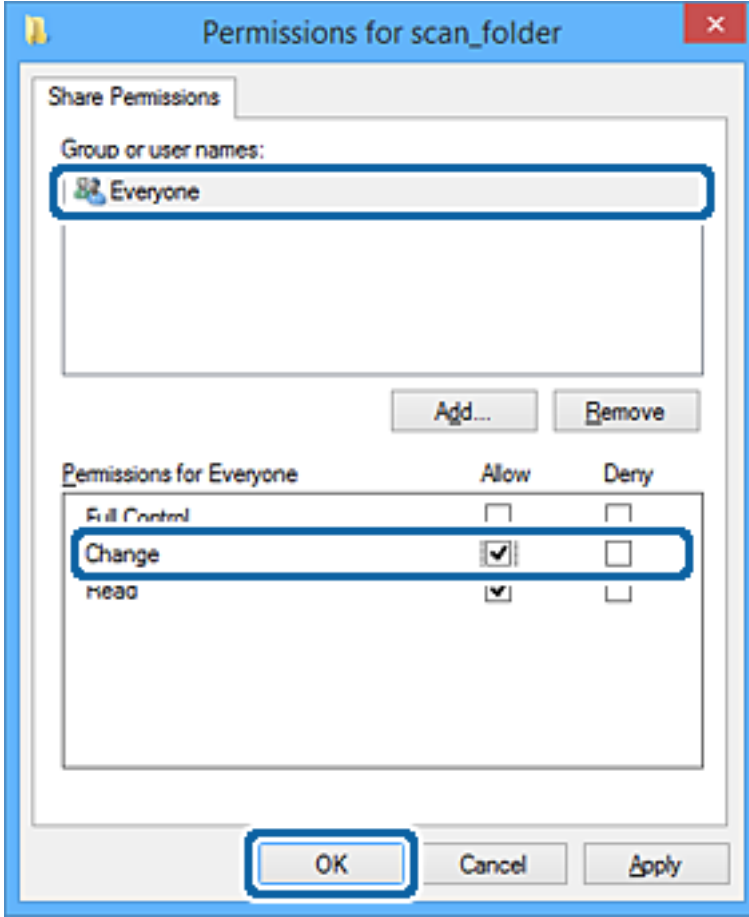 Permissions for scan_folder
Share Permissions
Group or user names:
Everyone
Add... Remove
Permissions for Everyone Allow Deny
Full Control
Change
Read
OK Cancel Apply